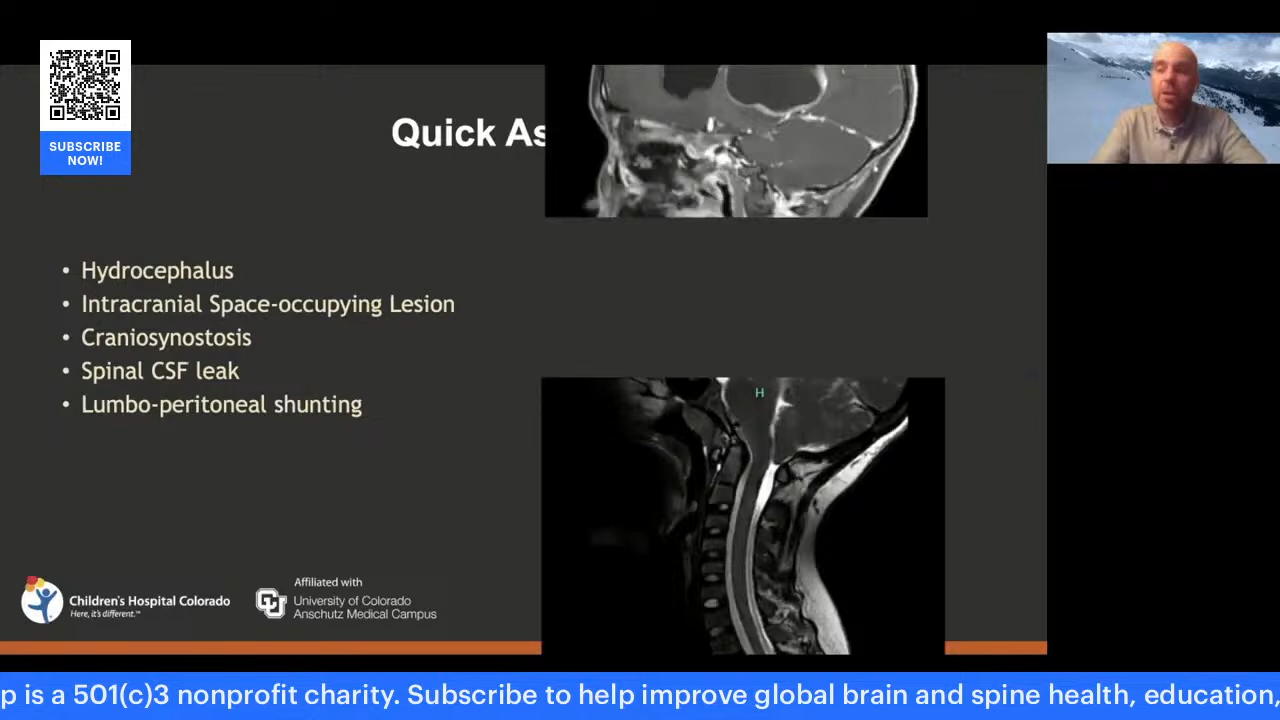 SUBSCRIBE
NOW!
Quick As
H
• Hydrocephalus
• Intracranial Space-occupying Lesion
• Craniosynostosis
• Spinal CSF leak
• Lumbo-peritoneal shunting
Children's Hospital Colorado
Here, it's different.™
Affiliated with
CU
University of Colorado
Anschutz Medical Campus
p is a 501(c)3 nonprofit charity. Subscribe to help improve global brain and spine health, education,